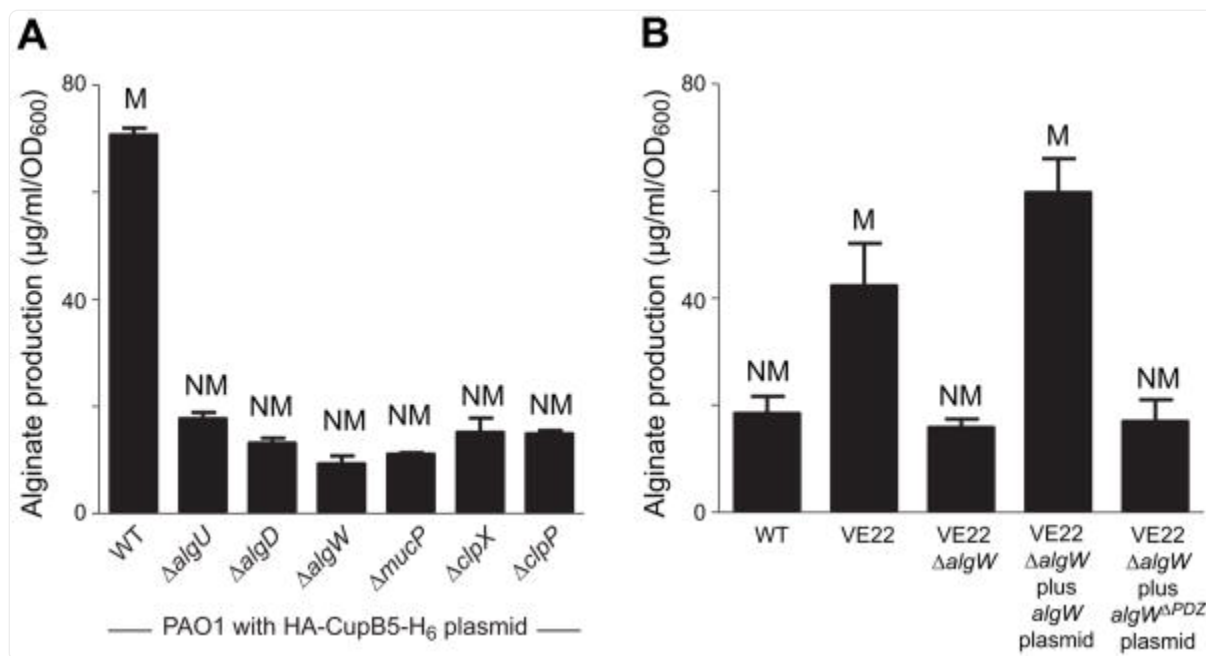 A
Alginate production (µg/ml/OD600)
80
40
0
M
NM
NM
NM
NM
NM
NM
WT
ΔalgU
ΔalgD
ΔalgW
ΔmucP
ΔclpX
ΔclpP
PAO1 with HA-CupB5-H6 plasmid
B
Alginate production (µg/ml/OD600)
80
40
0
NM
M
NM
M
NM
WT
VE22
VE22
ΔalgW
VE22
ΔalgW
plus
algW
plasmid
VE22
ΔalgW
plus
algWΔPDZ
plasmid